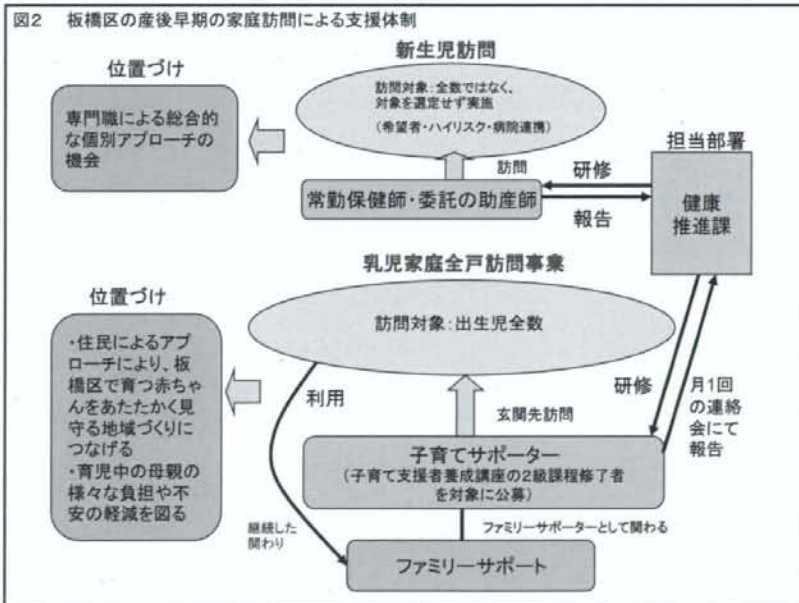 図2　板橋区の産後早期の家庭訪問による支援体制
新生児訪問
位置づけ
訪問対象：全数ではなく、
対象を選定せず実施
（希望者・ハイリスク・病院連携）
専門職による総合的
な個別アプローチの
機会
訪問
常勤保健師・委託の助産師
研修
報告
担当部署
健康
推進課
乳児家庭全戸訪問事業
位置づけ
訪問対象：出生児全数
・住民によるアプ
ローチにより、板
橋区で育つ赤ちゃ
んをあたたかく見
守る地域づくりに
つなげる
・育児中の母親の
様々な負担や不
安の軽減を図る
利用
玄関先訪問
研修
月1回
の連絡
会にて
報告
子育てサポーター
（子育て支援者養成講座の2級課程修了者
を対象に公募）
継続した
関わり
ファミリーサポーターとして関わる
ファミリーサポート